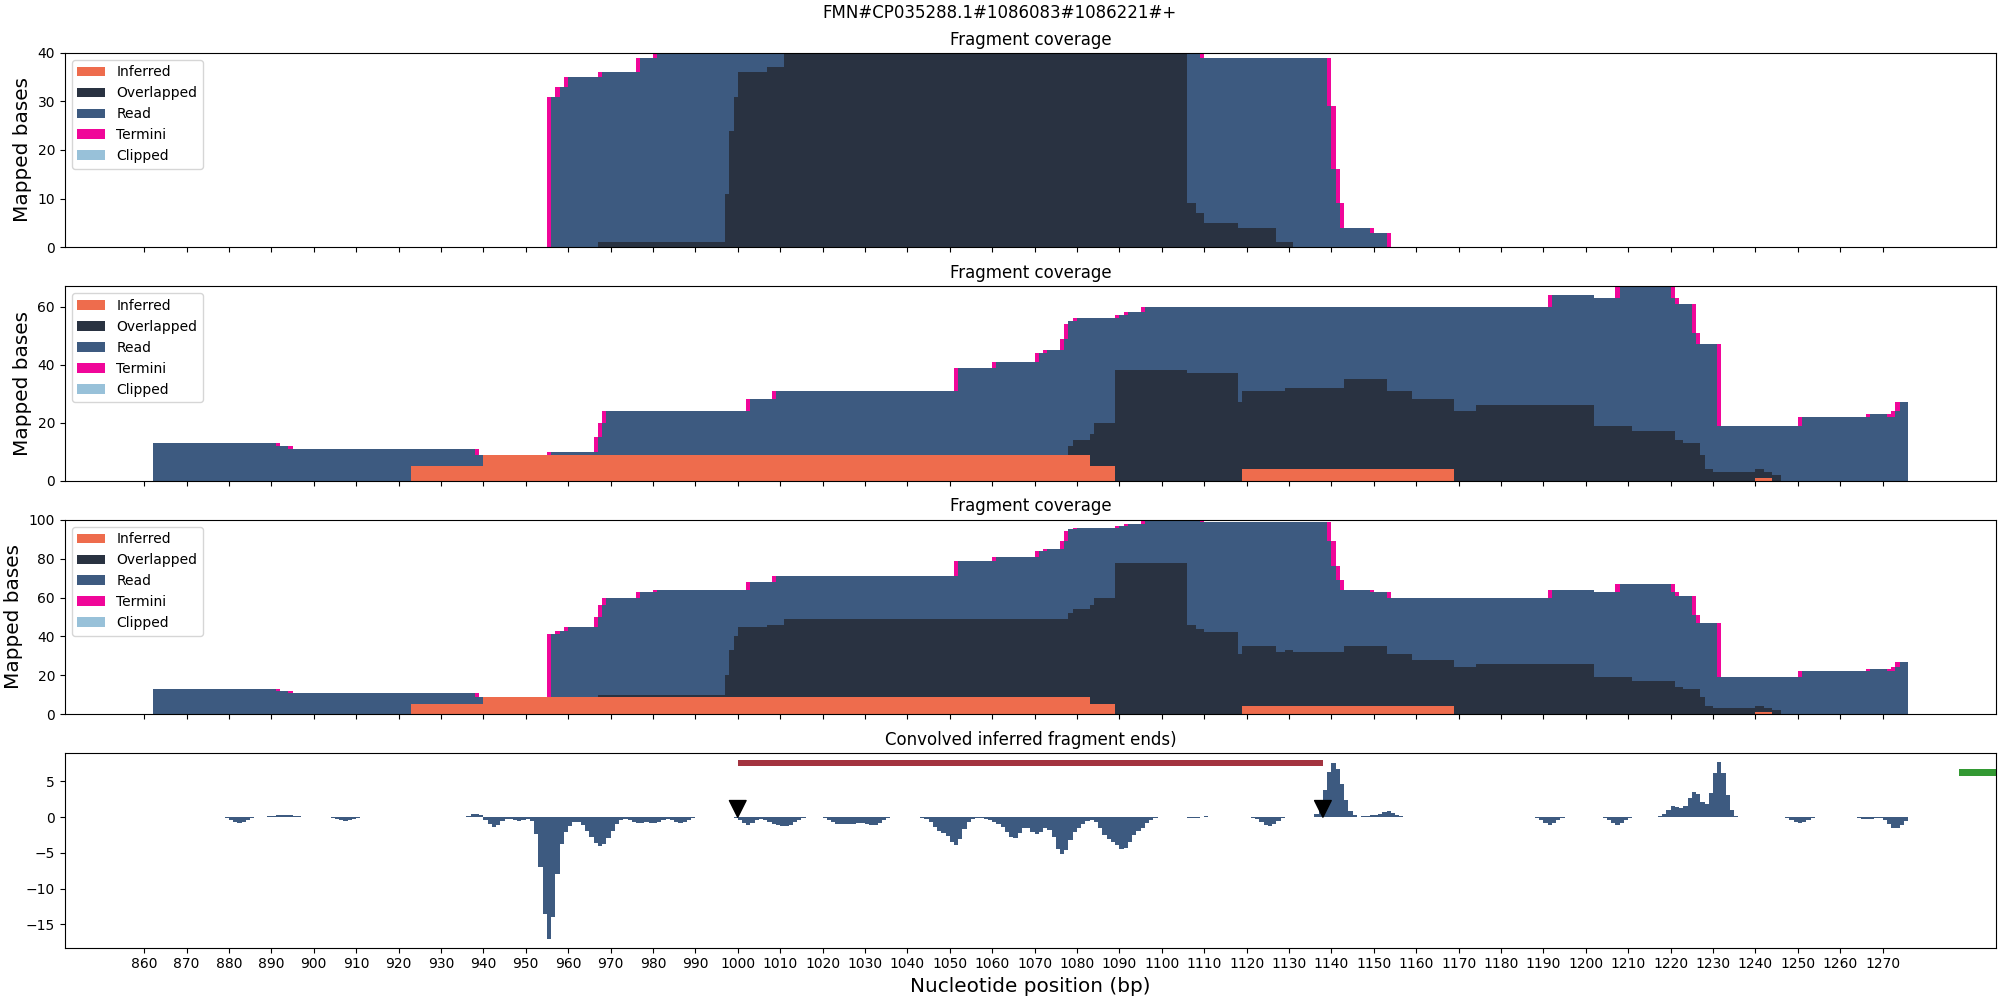 FMN#CP035288.1#1086083#1086221#+
Fragment coverage
40
30
20
10
0
Mapped bases
Inferred
Overlapped
Read
Termini
Clipped
Fragment coverage
60
40
20
0
Mapped bases
Inferred
Overlapped
Read
Termini
Clipped
Fragment coverage
100
80
60
40
20
0
Mapped bases
Inferred
Overlapped
Read
Termini
Clipped
Convolved inferred fragment ends)
5
0
−5
−10
−15
860 870 880 890 900 910 920 930 940 950 960 970 980 990 1000 1010 1020 1030 1040 1050 1060 1070 1080 1090 1100 1110 1120 1130 1140 1150 1160 1170 1180 1190 1200 1210 1220 1230 1240 1250 1260 1270
Nucleotide position (bp)